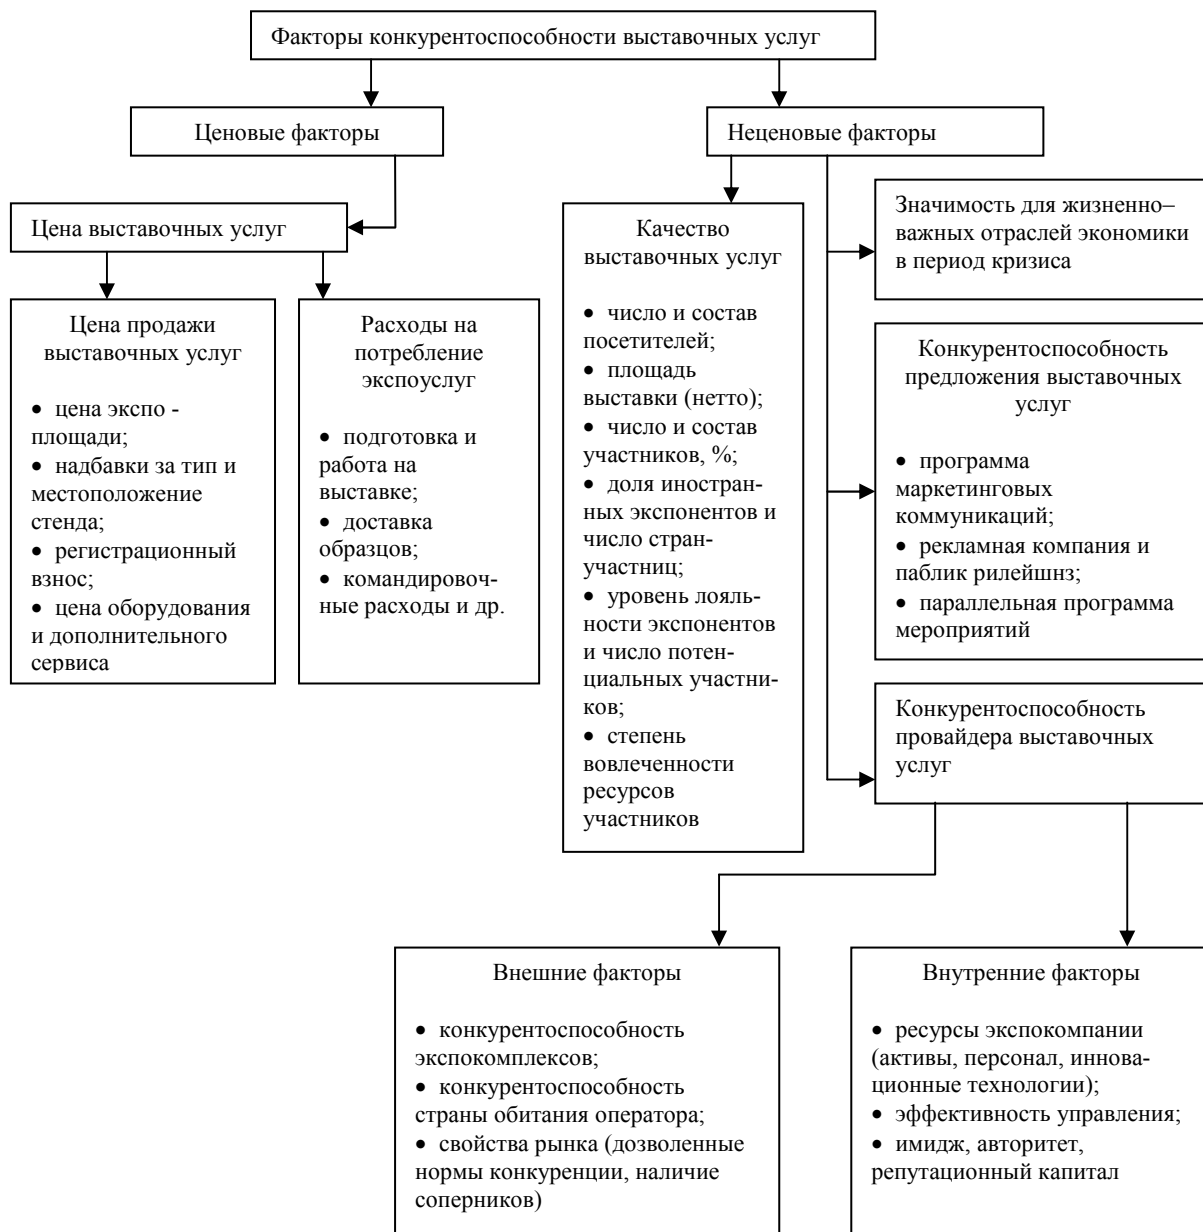 Факторы конкурентоспособности выставочных услуг
Ценовые факторы
Неценовые факторы
Цена выставочных услуг
Цена продажи
выставочных услуг
• цена экспо -
площади;
• надбавки за тип и
местоположение
стенда;
• регистрационный
взнос;
• цена оборудования
и дополнительного
сервиса
Расходы на
потребление
экспоуслуг
• подготовка и
работа на
выставке;
• доставка
образцов;
• командировоч-
ные расходы и др.
Качество
выставочных услуг
• число и состав
посетителей;
• площадь
выставки (нетто);
• число и состав
участников, %;
• доля иностран-
ных экспонентов и
число стран-
участниц;
• уровень лояль-
ности экспонентов
и число потен-
циальных участни-
ков;
• степень
вовлеченности
ресурсов
участников
Значимость для жизненно–
важных отраслей экономики
в период кризиса
Конкурентоспособность
предложения выставочных
услуг
• программа
маркетинговых
коммуникаций;
• рекламная компания и
паблик рилейшнз;
• параллельная программа
мероприятий
Конкурентоспособность
провайдера выставочных
услуг
Внешние факторы
• конкурентоспособность
экспокомплексов;
• конкурентоспособность
страны обитания оператора;
• свойства рынка (дозволенные
нормы конкуренции, наличие
соперников)
Внутренние факторы
• ресурсы экспокомпании
(активы, персонал, иннова-
ционные технологии);
• эффективность управления;
• имидж, авторитет,
репутационный капитал